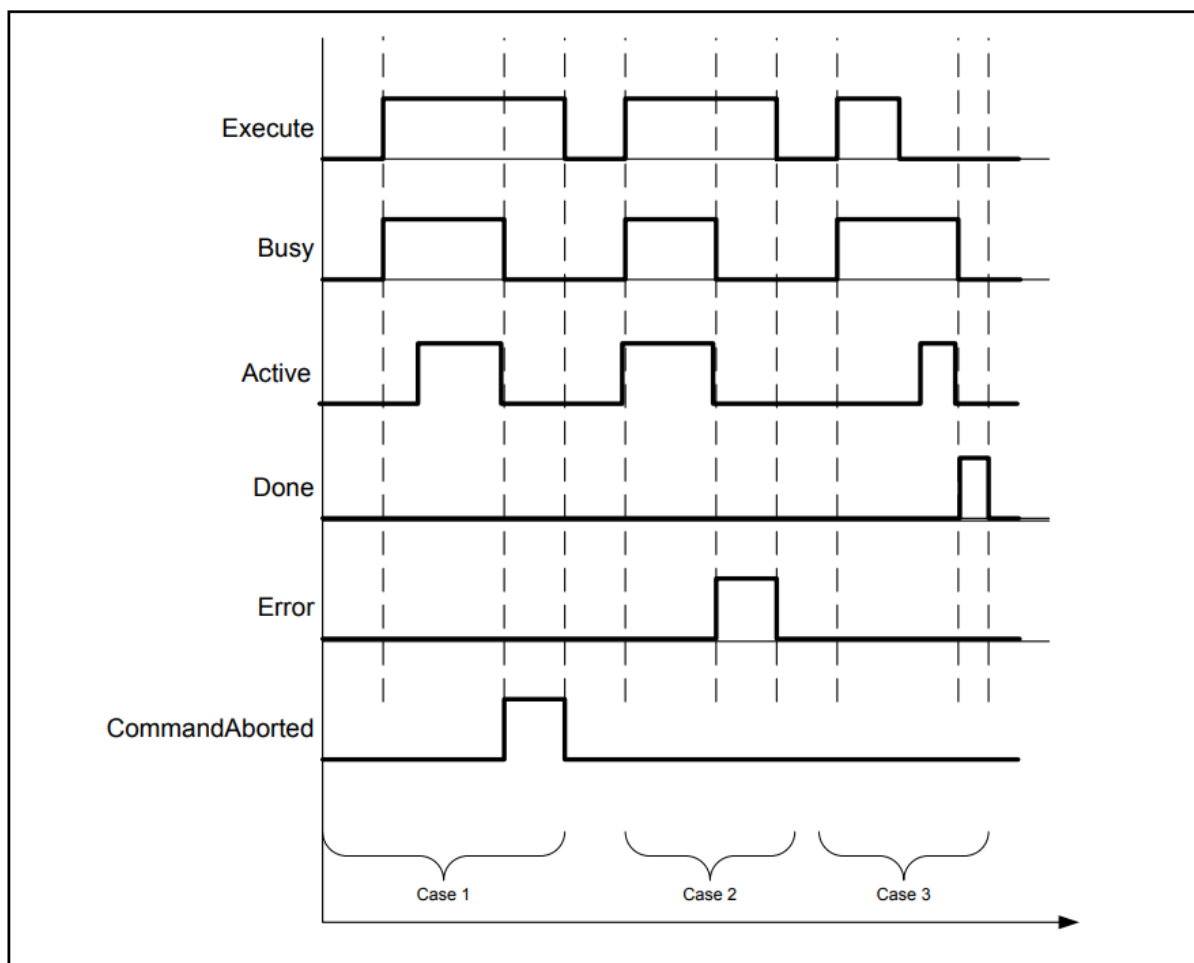 Execute
Busy
Active
Done
Error
CommandAborted
Case 1
Case 2
Case 3